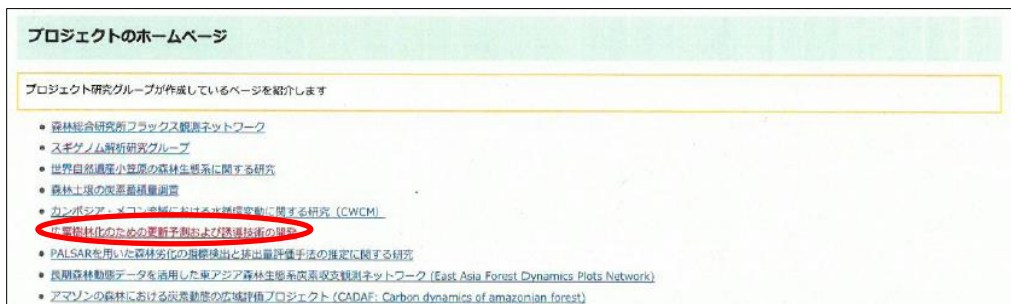 プロジェクトのホームページ
プロジェクト研究グループが作成しているページを紹介します
森林総合研究所フラックス観測ネットワーク
スギゲノム解析研究グループ
世界自然遺産小笠原の森林生態系に関する研究
森林土壌の炭素蓄積量調査
カンボジア・メコン流域における水循環変動に関する研究 (CWCM)
広葉樹林化のための更新予測および誘導技術の開発
PALSARを用いた森林劣化の指標検出と排出量評価手法の推定に関する研究
長期森林動態データを活用した東アジア森林生態系炭素収支観測ネットワーク (East Asia Forest Dynamics Plots Network)
アマゾンの森林における炭素動態の広域評価プロジェクト (CADAF: Carbon dynamics of amazonian forest)